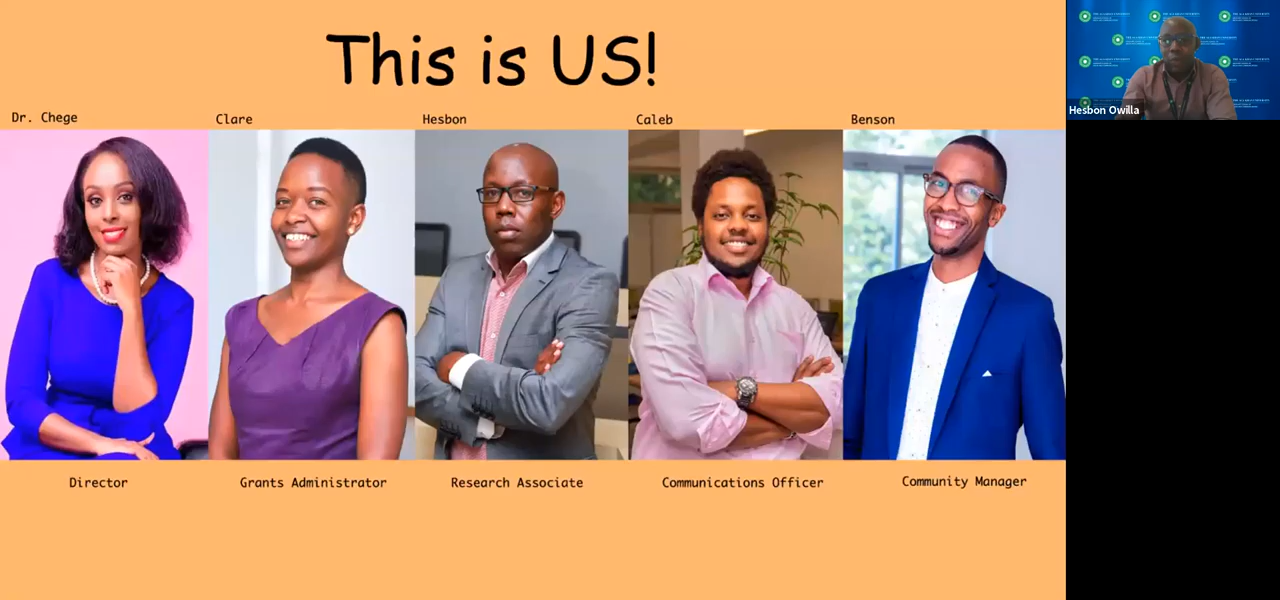 This is US!
Dr. Chege
Clare
Hesbon
Caleb
Benson
Director
Grants Administrator
Research Associate
Communications Officer
Community Manager
Hesbon Owilla